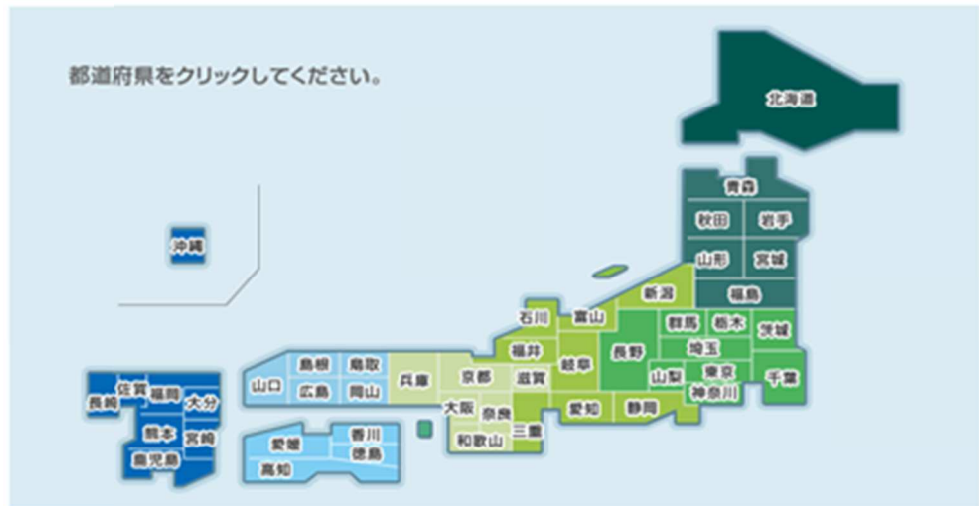 都道府県をクリックしてください。
北海道
青森
秋田 岩手
沖縄
山形 宮城
新潟 福島
石川 富山 群馬 栃木 茨城
福井 岐阜 長野 埼玉
島根 鳥取
山口 兵庫 京都 滋賀 山梨 東京 千葉
広島 岡山 神奈川
佐賀 福岡
長崎 大分
大阪 奈良 愛知 静岡
熊本 宮崎 香川 三重
愛媛 和歌山
徳島
鹿児島 高知